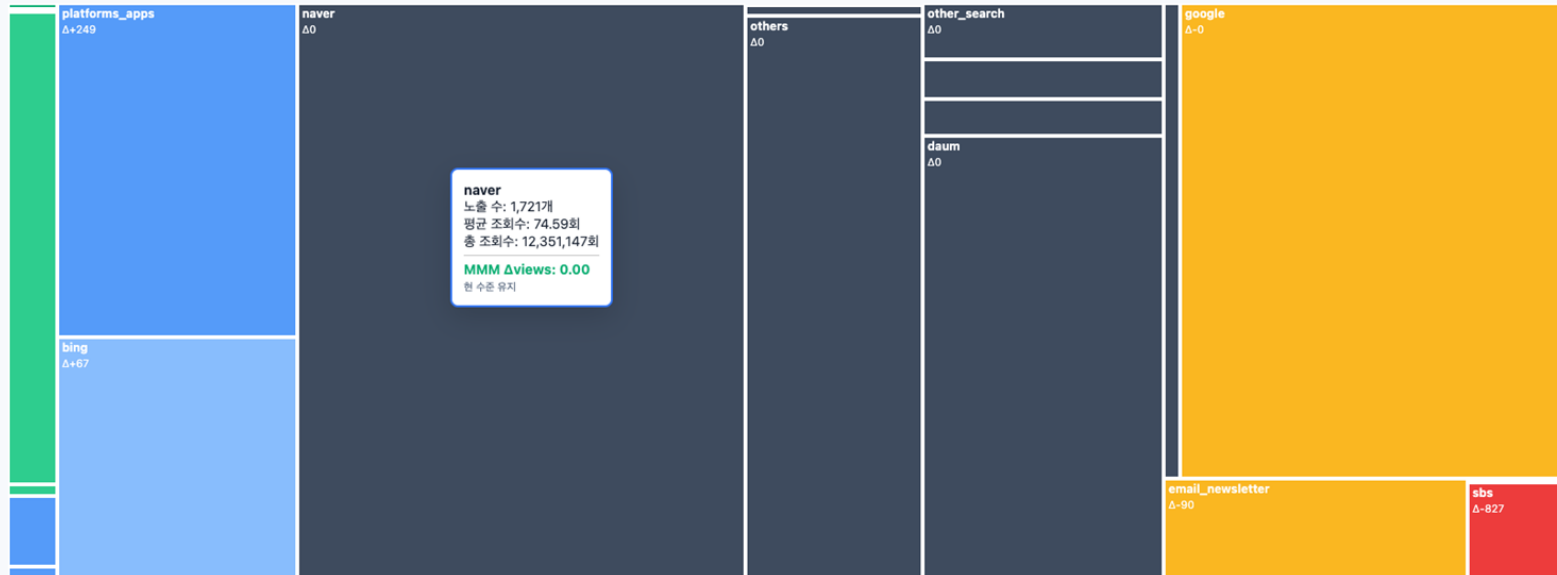 platforms_apps
Δ+249
bing
Δ+67
naver
Δ0
naver
노출 수: 1,721개
평균 조회수: 74.59회
총 조회수: 12,351,147회
MMM Δviews: 0.00
현 수준 유지
others
Δ0
other_search
Δ0
daum
Δ0
google
Δ-0
email_newsletter
Δ-90
sbs
Δ-827